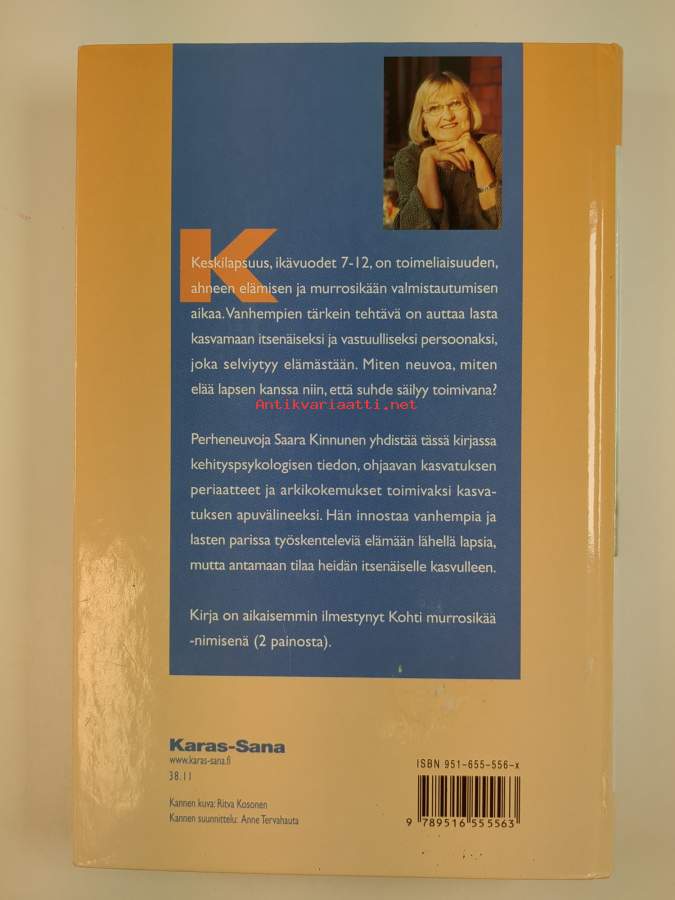 Keskilapsuus, ikävuodet 7-12, on toimeliaisuuden,
ahneen elämisen ja murrosikään valmistautumisen
aikaa. Vanhempien tärkein tehtävä on auttaa lasta
kasvamaan itsenäiseksi ja vastuulliseksi persoonaksi,
joka selviytyy elämästään. Miten neuvoa, miten
elää lapsen kanssa niin, että suhde säilyy toimivana?
Antikvariaatti.net
Perheneuvoja Saara Kinnunen yhdistää tässä kirjassa
kehityspsykologisen tiedon, ohjaavan kasvatuksen
periaatteet ja arkikokemukset toimivaksi kasva-
tuksen apuvälineeksi. Hän innostaa vanhempia ja
lasten parissa työskenteleviä elämään lähellä lapsia,
mutta antamaan tilaa heidän itsenäiselle kasvulleen.
Kirja on aikaisemmin ilmestynyt Kohti murrosikää
-nimisenä (2 painosta).
Karas-Sana
www.karas-sana.fi
38.11
Kannen kuva: Ritva Kosonen
Kannen suunnittelu: Anne Tervahauta
ISBN 951-655-556-x
9 789516 555563